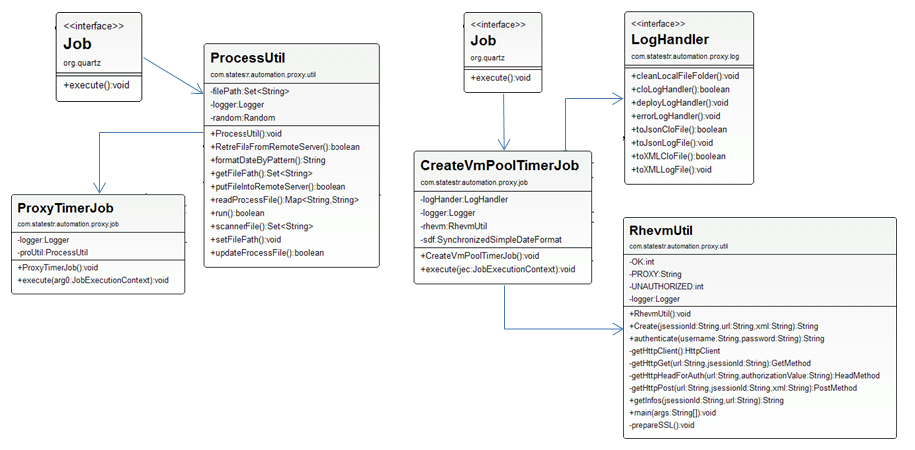 <<interface>>
Job
org.quartz
+execute():void
ProcessUtil
com.statestr.automation.proxy.util
-filePath:Set<String>
-logger:Logger
-random:Random
+ProcessUtil():void
+RetreFileFromRemoteServer():boolean
+formatDateByPattern():String
+getFilePath():Set<String>
+putFileIntoRemoteServer():boolean
+readProcessFile():Map<String,String>
+run():boolean
+scannerFile():Set<String>
+setFilePath():void
+updateProcessFile():boolean
ProxyTimerJob
com.statestr.automation.proxy.job
-logger:Logger
-proUtil:ProcessUtil
+ProxyTimerJob():void
+execute(arg0:JobExecutionContext):void
<<interface>>
Job
org.quartz
+execute():void
<<interface>>
LogHandler
com.statestr.automation.proxy.log
+cleanLocalFileFolder():void
+cloLogHandler():boolean
+deployLogHandler():void
+errorLogHandler():void
+toJsonCloFile():boolean
+toJsonLogFile():void
+toXMLCloFile():boolean
+toXMLLogFile():void
CreateVmPoolTimerJob
com.statestr.automation.proxy.job
-logHander:LogHandler
-logger:Logger
-rhevm:RhevmUtil
-sdf:SynchronizedSimpleDateFormat
+CreateVmPoolTimerJob():void
+execute(jec:JobExecutionContext):void
RhevmUtil
com.statestr.automation.proxy.util
-OK:int
-PROXY:String
-UNAUTHORIZED:int
-logger:Logger
+RhevmUtil():void
+Create(jsessionId:String,url:String,xml:String):String
+authenticate(username:String,password:String):String
-getHttpClient():HttpClient
-getHttpGet(url:String,jsessionId:String):GetMethod
-getHttpHeadForAuth(url:String,authorizationValue:String):HeadMethod
-getHttpPost(url:String,jsessionId:String,xml:String):PostMethod
+getInfos(jsessionId:String,url:String):String
+main(args:String[]):void
-prepareSSL():void